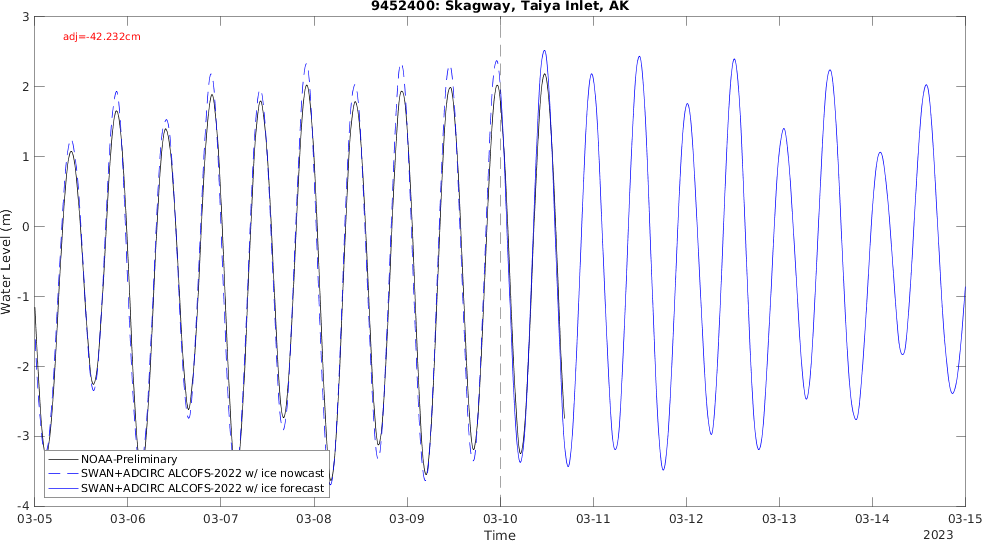 9452400: Skagway, Taiya Inlet, AK
adj=-42.232cm
3
2
1
0
-1
-2
-3
-4
Water Level (m)
NOAA-Preliminary
SWAN+ADCIRC ALCOFS-2022 w/ ice nowcast
SWAN+ADCIRC ALCOFS-2022 w/ ice forecast
03-05 03-06 03-07 03-08 03-09 03-10 03-11 03-12 03-13 03-14 03-15
Time
2023